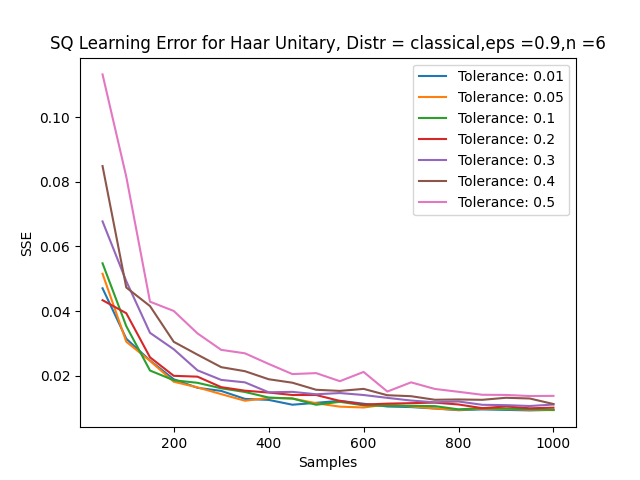 SQ Learning Error for Haar Unitary, Distr = classical,eps =0.9,n =6
Tolerance: 0.01
Tolerance: 0.05
Tolerance: 0.1
Tolerance: 0.2
Tolerance: 0.3
Tolerance: 0.4
Tolerance: 0.5
0.10
0.08
0.06
0.04
0.02
SSE
200 400 600 800 1000
Samples